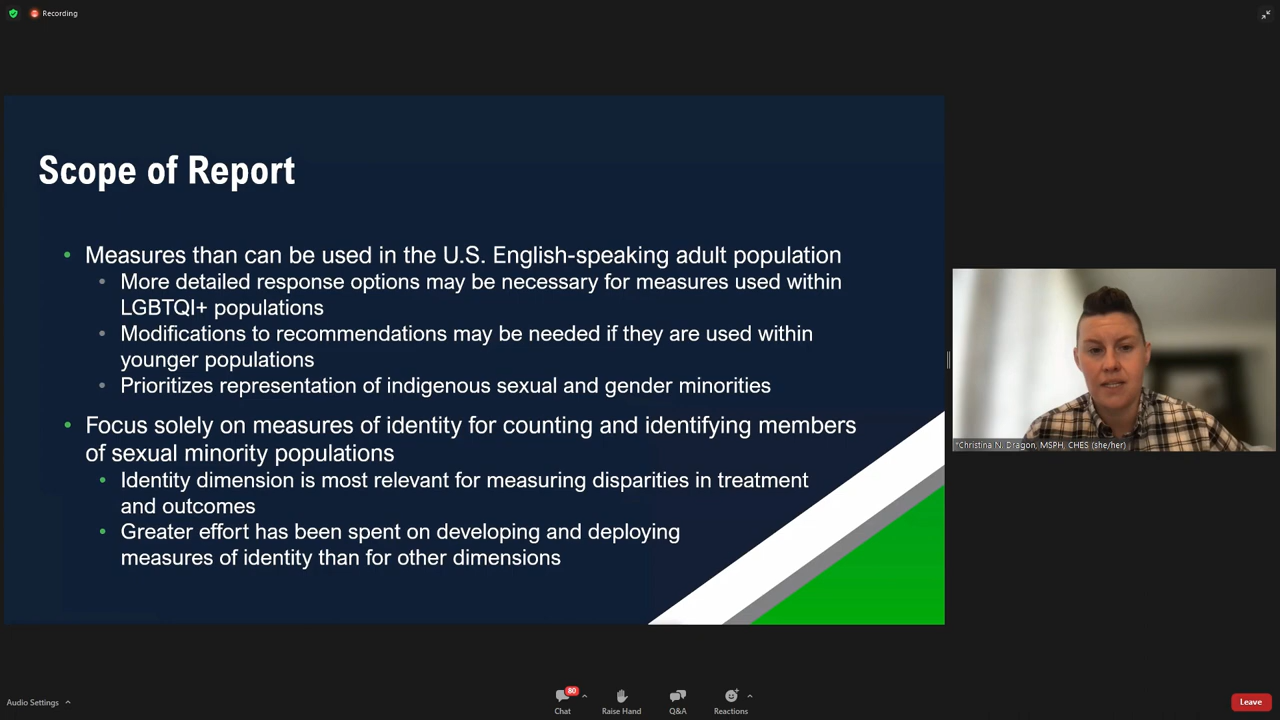 Recording
Scope of Report
Measures than can be used in the U.S. English-speaking adult population
More detailed response options may be necessary for measures used within
LGBTQI+ populations
Modifications to recommendations may be needed if they are used within
younger populations
Prioritizes representation of indigenous sexual and gender minorities
Focus solely on measures of identity for counting and identifying members
of sexual minority populations
Identity dimension is most relevant for measuring disparities in treatment
and outcomes
Greater effort has been spent on developing and deploying
measures of identity than for other dimensions
*Christina N. Dragon, MSPH, CHES (she/her)
Audio Settings
80
Chat
Raise Hand
Q&A
Reactions
Leave